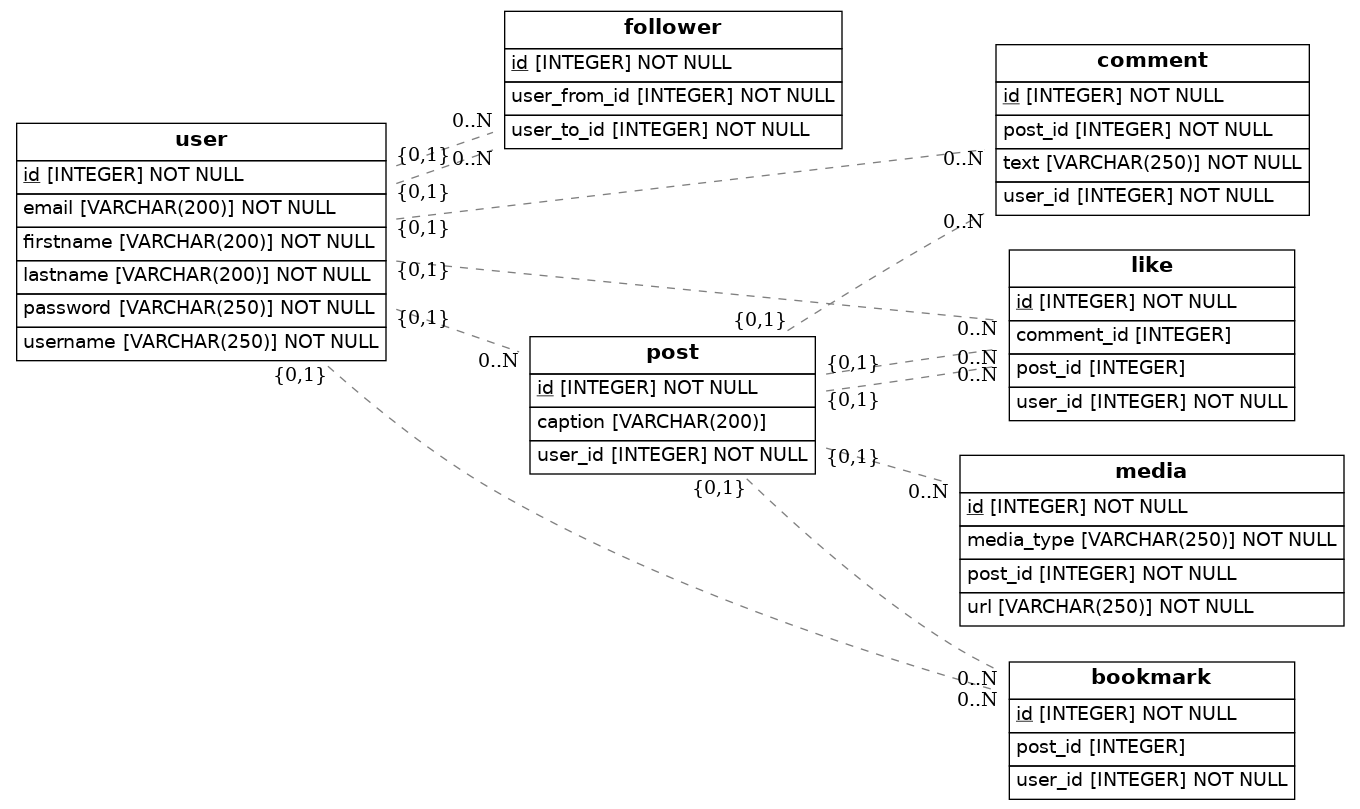 user
id [INTEGER] NOT NULL
email [VARCHAR(200)] NOT NULL
firstname [VARCHAR(200)] NOT NULL
lastname [VARCHAR(200)] NOT NULL
password [VARCHAR(250)] NOT NULL
username [VARCHAR(250)] NOT NULL
follower
id [INTEGER] NOT NULL
user_from_id [INTEGER] NOT NULL
user_to_id [INTEGER] NOT NULL
0..N
{0,1}
0..N
{0,1}
0..N
{0,1}
0..N
{0,1}
0..N
{0,1}
0..N
{0,1}
post
id [INTEGER] NOT NULL
caption [VARCHAR(200)]
user_id [INTEGER] NOT NULL
0..N
{0,1}
{0,1}
0..N
{0,1}
0..N
{0,1}
0..N
{0,1}
0..N
{0,1}
0..N
comment
id [INTEGER] NOT NULL
post_id [INTEGER] NOT NULL
text [VARCHAR(250)] NOT NULL
user_id [INTEGER] NOT NULL
like
id [INTEGER] NOT NULL
comment_id [INTEGER]
post_id [INTEGER]
user_id [INTEGER] NOT NULL
media
id [INTEGER] NOT NULL
media_type [VARCHAR(250)] NOT NULL
post_id [INTEGER] NOT NULL
url [VARCHAR(250)] NOT NULL
bookmark
id [INTEGER] NOT NULL
post_id [INTEGER]
user_id [INTEGER] NOT NULL